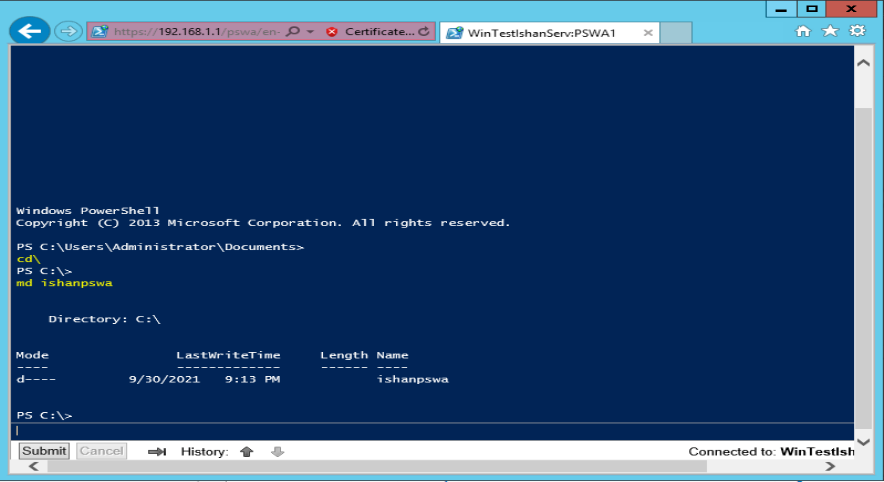 https://192.168.1.1/pswa/en- Certificate... WinTestIshanServ:PSWA1
Windows PowerShell
Copyright (C) 2013 Microsoft Corporation. All rights reserved.
PS C:\Users\Administrator\Documents>
cd\
PS C:\>
md ishanpswa
Directory: C:\
Mode LastWriteTime Length Name
---- ------------- ------ ----
d---- 9/30/2021 9:13 PM ishanpswa
PS C:\>
Submit Cancel History: Connected to: WinTestIsh